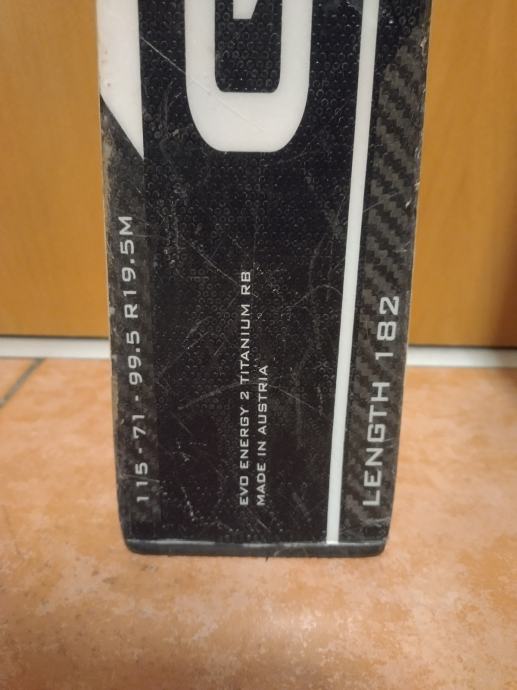 G
115 - 71 - 99.5 R19.5M
EVO ENERGY 2 TITANIUM RB
MADE IN AUSTRIA
LENGTH 182